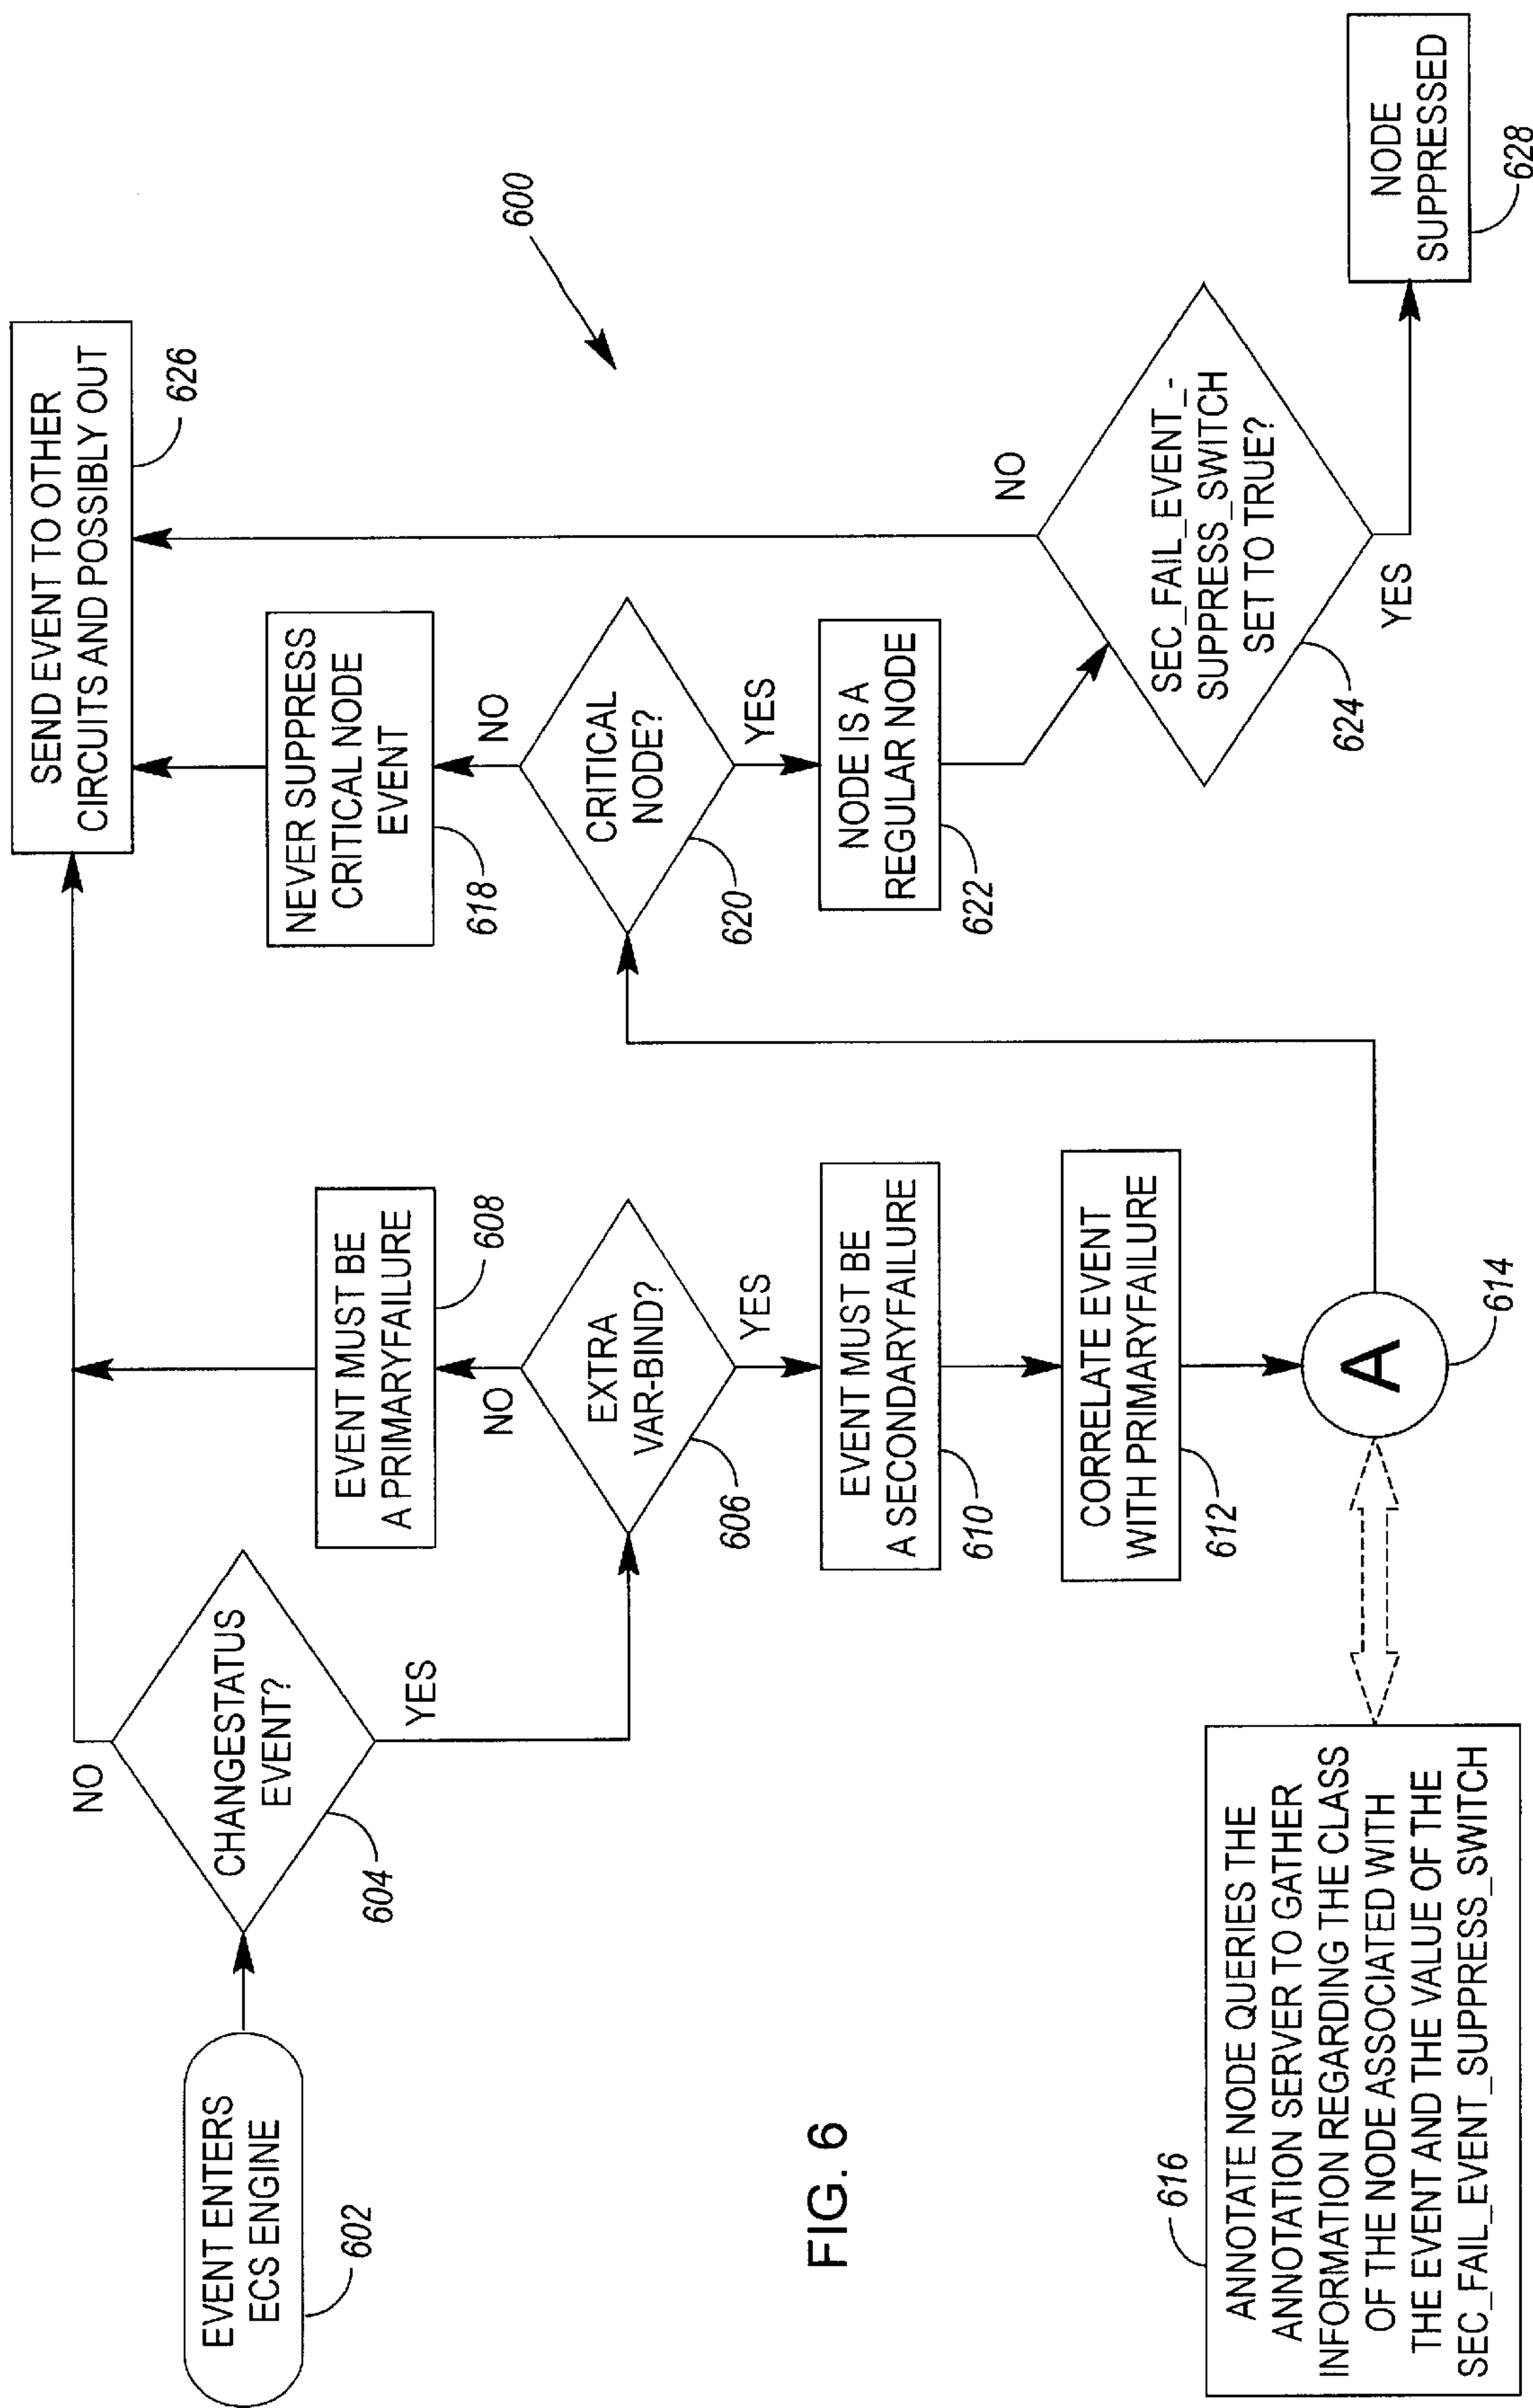 EVENT ENTERS
ECS ENGINE
602
CHANGESTATUS
EVENT?
604
NO
YES
EVENT MUST BE
A PRIMARYFAILURE
608
NO
EXTRA
VAR-BIND?
606
YES
EVENT MUST BE
A SECONDARYFAILURE
610
CORRELATE EVENT
WITH PRIMARYFAILURE
612
A
614
616
ANNOTATE NODE QUERIES THE
ANNOTATION SERVER TO GATHER
INFORMATION REGARDING THE CLASS
OF THE NODE ASSOCIATED WITH
THE EVENT AND THE VALUE OF THE
SEC_FAIL_EVENT_SUPPRESS_SWITCH
SEND EVENT TO OTHER
CIRCUITS AND POSSIBLY OUT
626
NEVER SUPPRESS
CRITICAL NODE
EVENT
618
NO
CRITICAL
NODE?
620
YES
NODE IS A
REGULAR NODE
622
600
NO
SEC_FAIL_EVENT_-
SUPPRESS_SWITCH
SET TO TRUE?
624
YES
NODE
SUPPRESSED
628
FIG. 6